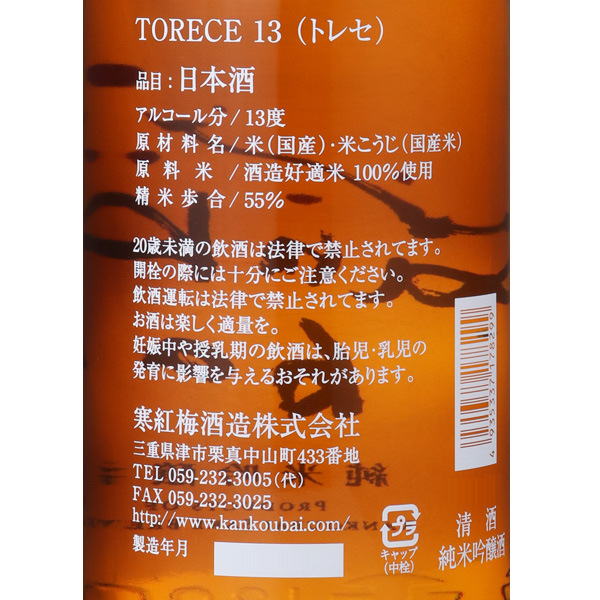 TORECE 13（トレセ）
品目：日本酒
アルコール分／13度
原材料名／米（国産）・米こうじ（国産米）
原料米／酒造好適米 100%使用
精米歩合／55%
20歳未満の飲酒は法律で禁止されてます。
開栓の際には十分にご注意ください。
飲酒運転は法律で禁止されてます。
お酒は楽しく適量を。
妊娠中や授乳期の飲酒は、胎児・乳児の
発育に影響を与えるおそれがあります。
寒紅梅酒造株式会社
三重県津市栗真中山町433番地
TEL 059-232-3005（代）
FAX 059-232-3025
http://www.kankoubai.com/
製造年月
4935337178299
プラ
キャップ
（中栓）
清酒
純米吟醸酒